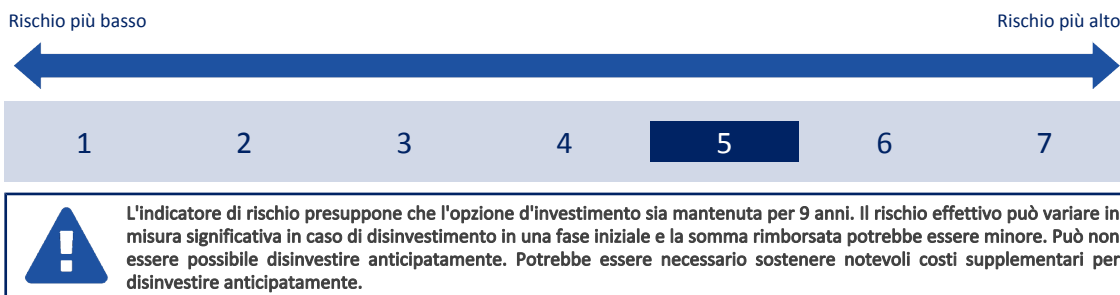 Rischio più basso Rischio più alto
1 2 3 4 5 6 7
L'indicatore di rischio presuppone che l'opzione d'investimento sia mantenuta per 9 anni. Il rischio effettivo può variare in
misura significativa in caso di disinvestimento in una fase iniziale e la somma rimborsata potrebbe essere minore. Può non
essere possibile disinvestire anticipatamente. Potrebbe essere necessario sostenere notevoli costi supplementari per
disinvestire anticipatamente.